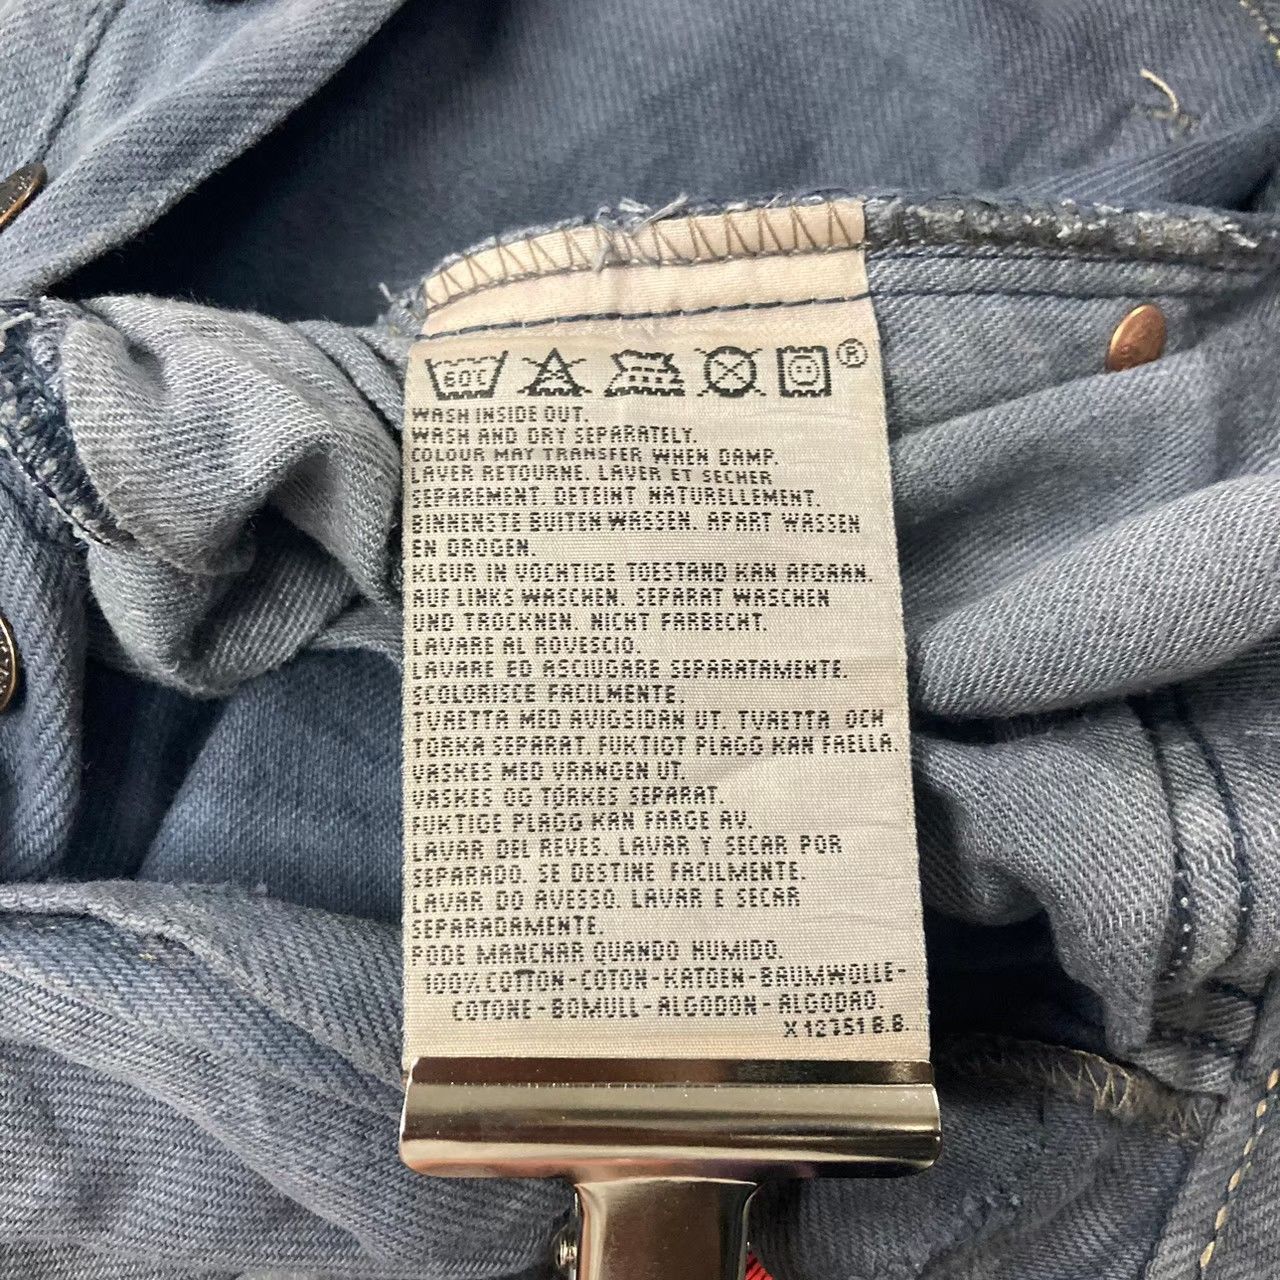 60C ®
WASH INSIDE OUT.
WASH AND DRY SEPARATELY.
COLOUR MAY TRANSFER WHEN DAMP.
LAVER RETOURNE. LAVER ET SECHER
SEPAREMENT. DETEINT NATURELLEMENT.
BINNENSTE BUITEN WASSEN. APART WASSEN
EN DROGEN.
KLEUR IN VOCHTIGE TOESTAND KAN AFGAAN.
AUF LINKS WASCHEN. SEPARAT WASCHEN
UND TROCKNEN. NICHT FARBECHT.
LAVARE AL ROVESCIO.
LAVARE ED ASCIUGARE SEPARATAMENTE.
SCOLORISCE FACILMENTE.
TVAETTA MED AVIGSIDAN UT. TVAETTA OCH
TORKA SEPARAT. FUKTIGT PLAGG KAN FAELLA.
VASKES MED VRANGEN UT.
VASKES OG TORKES SEPARAT.
FUKTIGE PLAGG KAN FARGE AV.
LAVAR DEL REVES. LAVAR Y SECAR POR
SEPARADO. SE DESTINE FACILMENTE.
LAVAR DO AVESSO. LAVAR E SECAR
SEPARADAMENTE.
PODE MANCHAR QUANDO HUMIDO.
100% COTTON-COTON-KATOEN-BAUMWOLLE-
COTONE-BOMULL-ALGODON-ALGODAO.
X 12751 B.B.